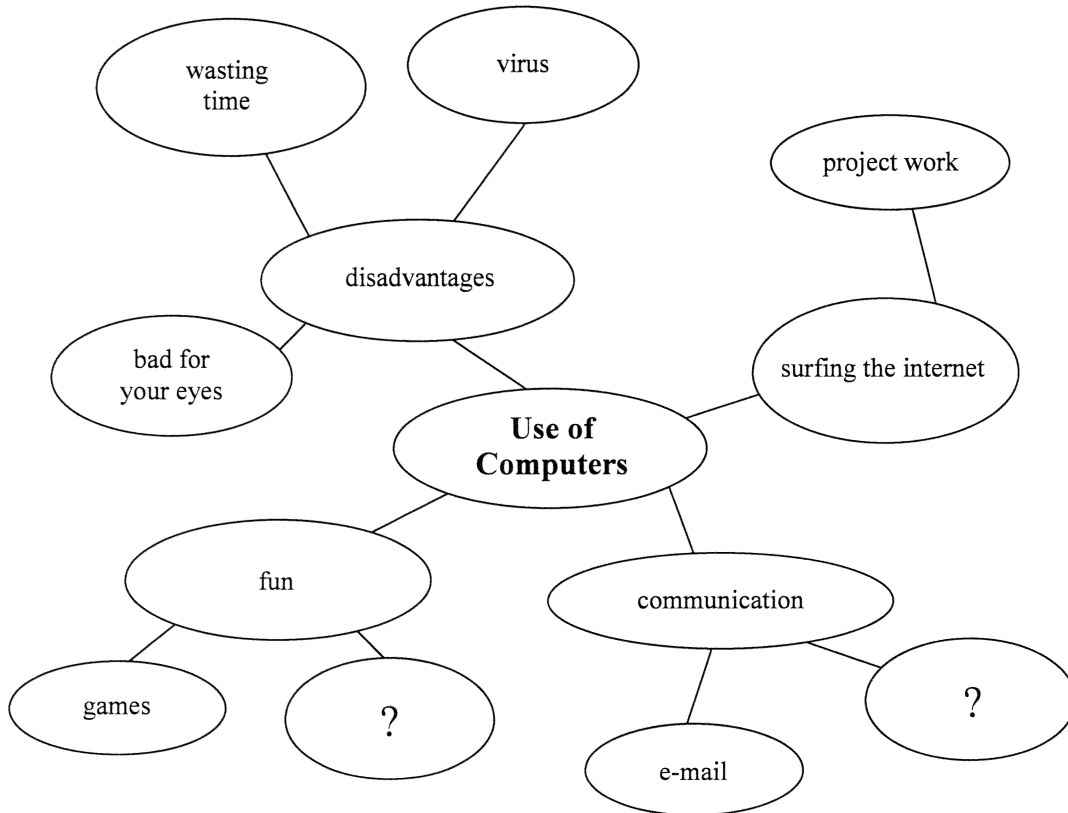 wasting
time
virus
project work
disadvantages
bad for
your eyes
surfing the internet
Use of
Computers
fun
communication
games
?
?
e-mail